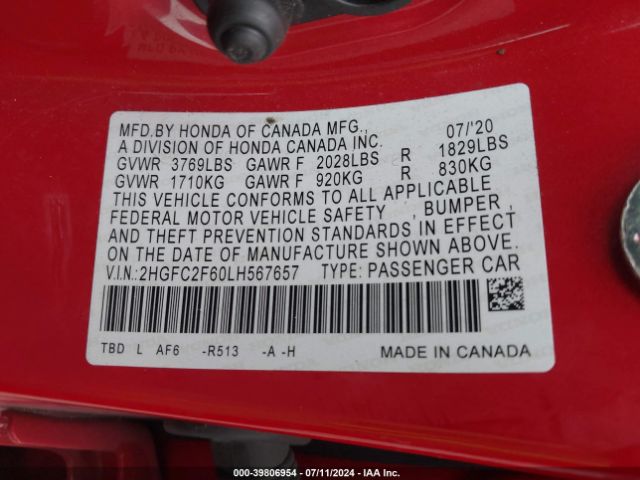 MFD.BY HONDA OF CANADA MFG., 07/'20
A DIVISION OF HONDA CANADA INC.
GVWR 3769LBS GAWR F 2028LBS R 1829LBS
GVWR 1710KG GAWR F 920KG R 830KG
THIS VEHICLE CONFORMS TO ALL APPLICABLE
FEDERAL MOTOR VEHICLE SAFETY , BUMPER ,
AND THEFT PREVENTION STANDARDS IN EFFECT
ON THE DATE OF MANUFACTURE SHOWN ABOVE.
V.I.N.: 2HGFC2F60LH567657 TYPE: PASSENGER CAR
TBD L AF6 -R513 -A -H MADE IN CANADA
000-39806954 - 07/11/2024 - IAA Inc.